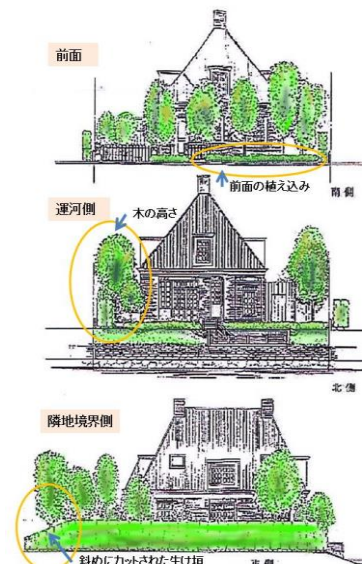 前面
前面の植え込み
南側
運河側
木の高さ
北側
隣地境界側
斜めにカットされた生け垣